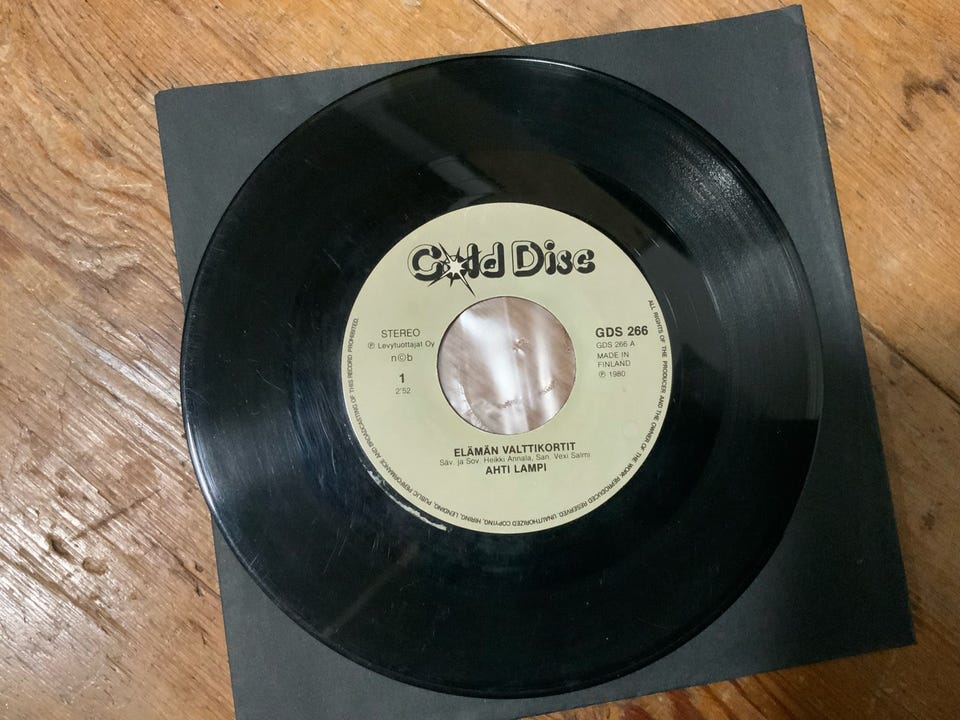 Gold Disc
STEREO
℗ Levytuottajat Oy
n©b
1
2'52
GDS 266
GDS 266 A
MADE IN
FINLAND
℗ 1980
ELÄMÄN VALTTIKORTIT
Säv. ja Sov. Heikki Annala, San. Vexi Salmi
AHTI LAMPI
ALL RIGHTS OF THE PRODUCER AND THE OWNER OF THE WORK REPRODUCED RESERVED. UNAUTHORIZED COPYING, HIRING, LENDING, PUBLIC PERFORMANCE AND BROADCASTING OF THIS RECORD PROHIBITED.